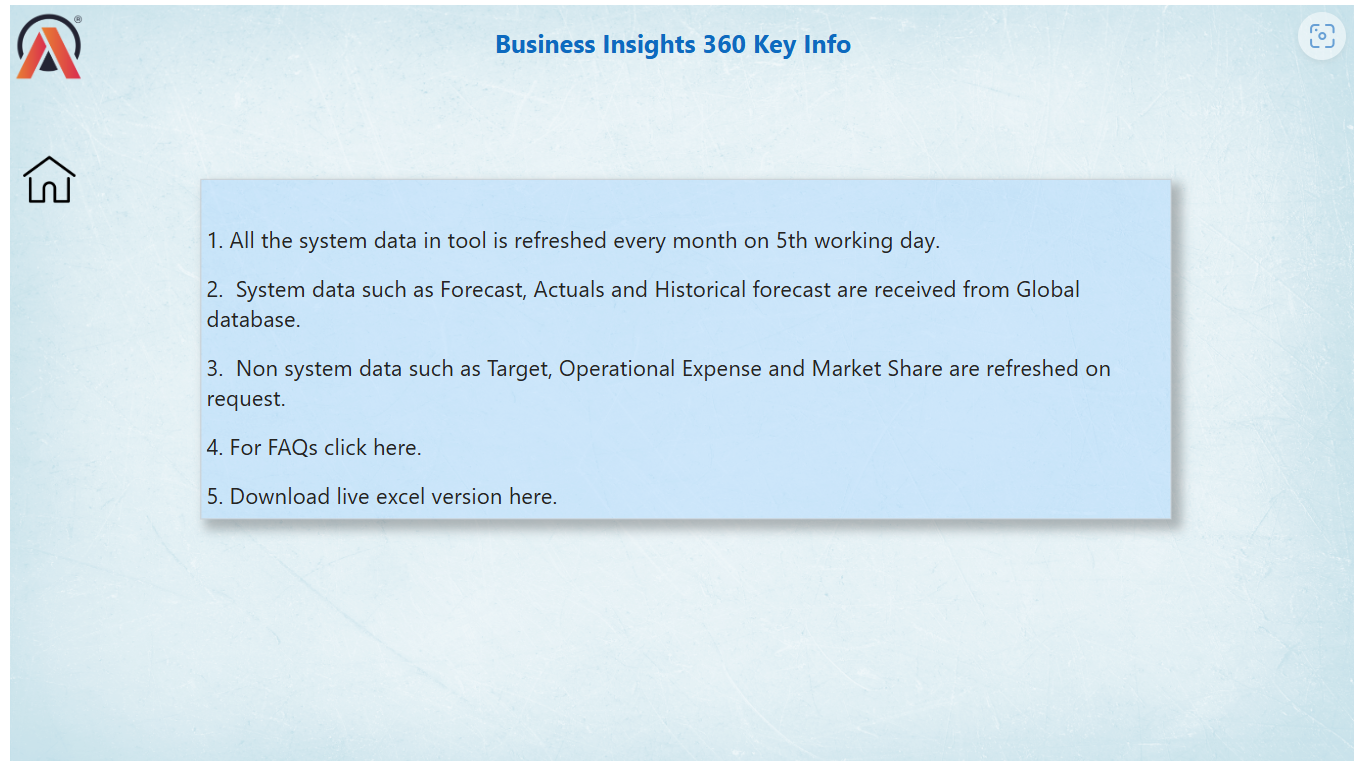 ®
Business Insights 360 Key Info
1. All the system data in tool is refreshed every month on 5th working day.
2.  System data such as Forecast, Actuals and Historical forecast are received from Global
database.
3.  Non system data such as Target, Operational Expense and Market Share are refreshed on
request.
4. For FAQs click here.
5. Download live excel version here.